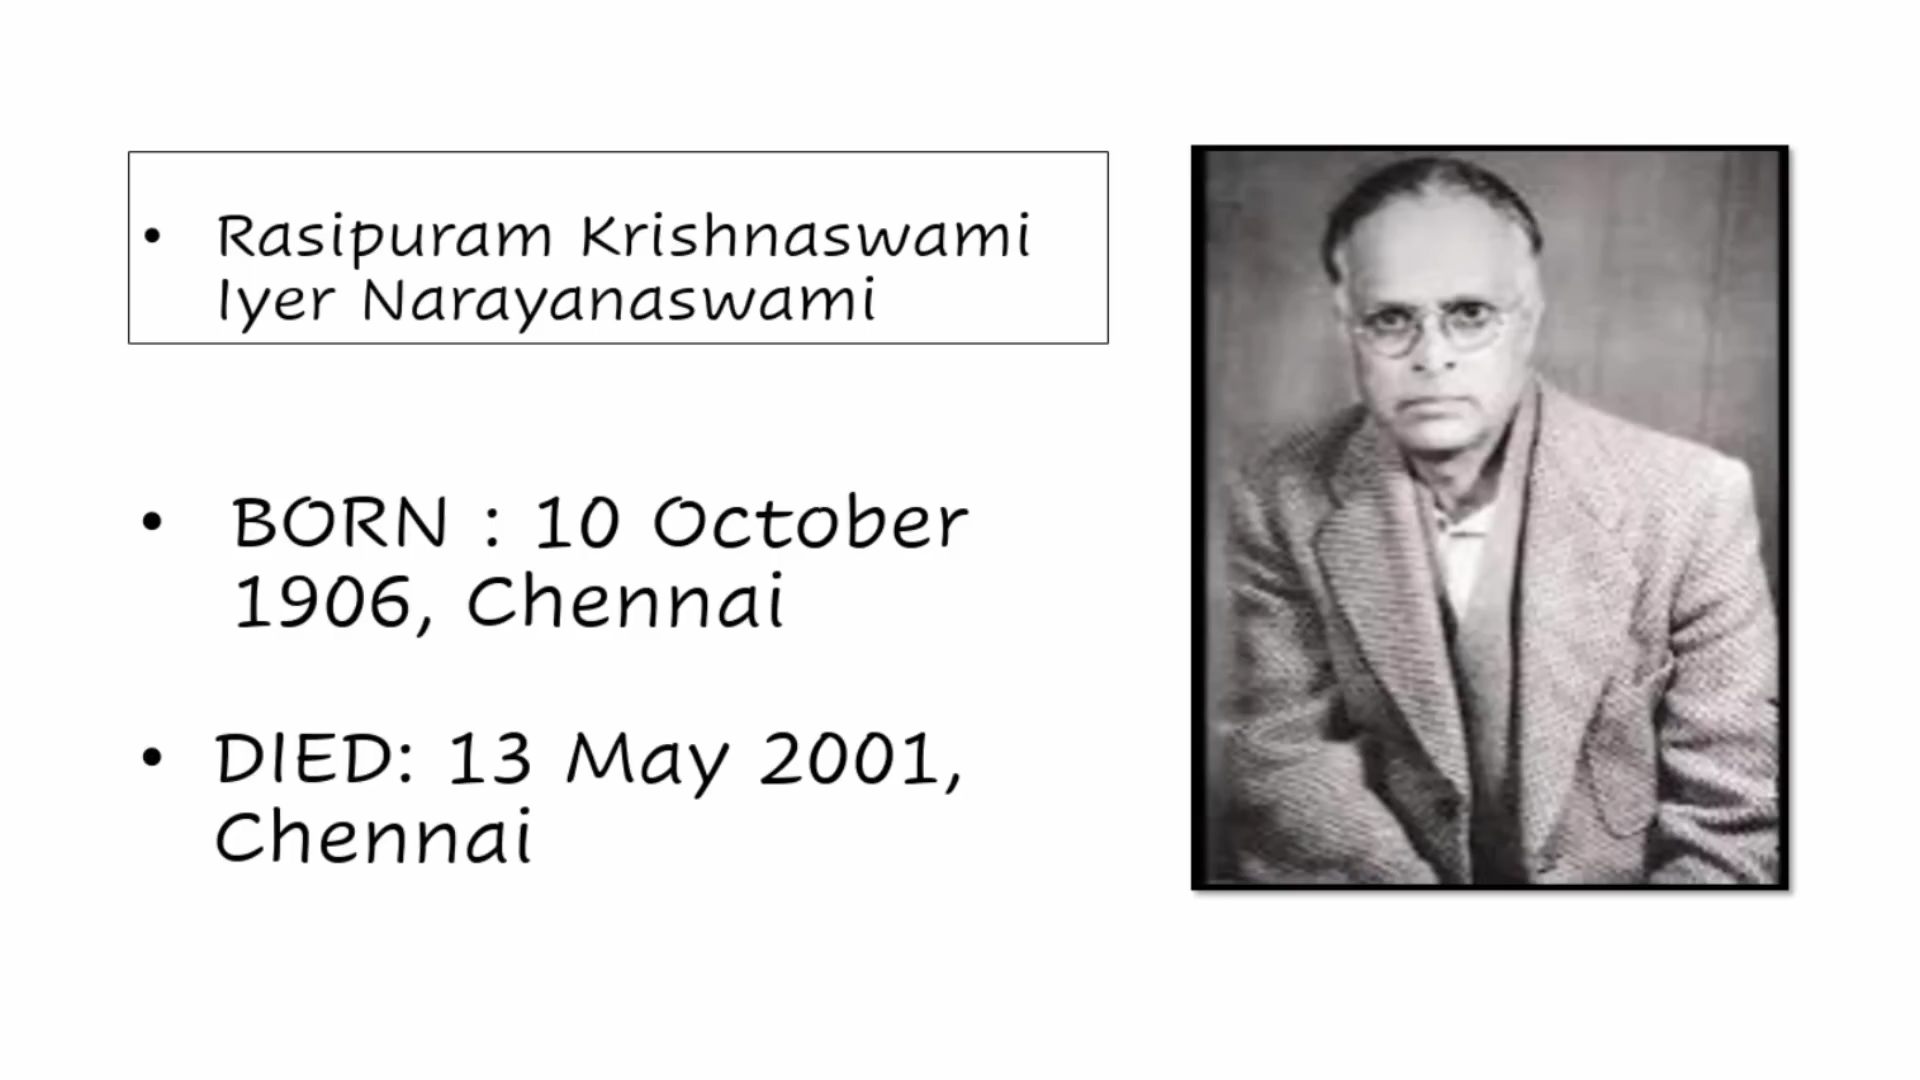 • Rasipuram Krishnaswami
Iyer Narayanaswami
• BORN : 10 October
1906, Chennai
• DIED: 13 May 2001,
Chennai